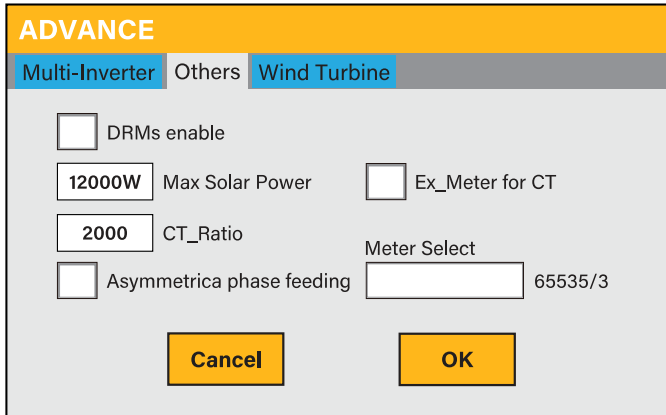 ADVANCE
Multi-Inverter Others Wind Turbine
DRMs enable
12000W Max Solar Power Ex_Meter for CT
2000 CT_Ratio
Meter Select
Asymmetrica phase feeding 65535/3
Cancel OK